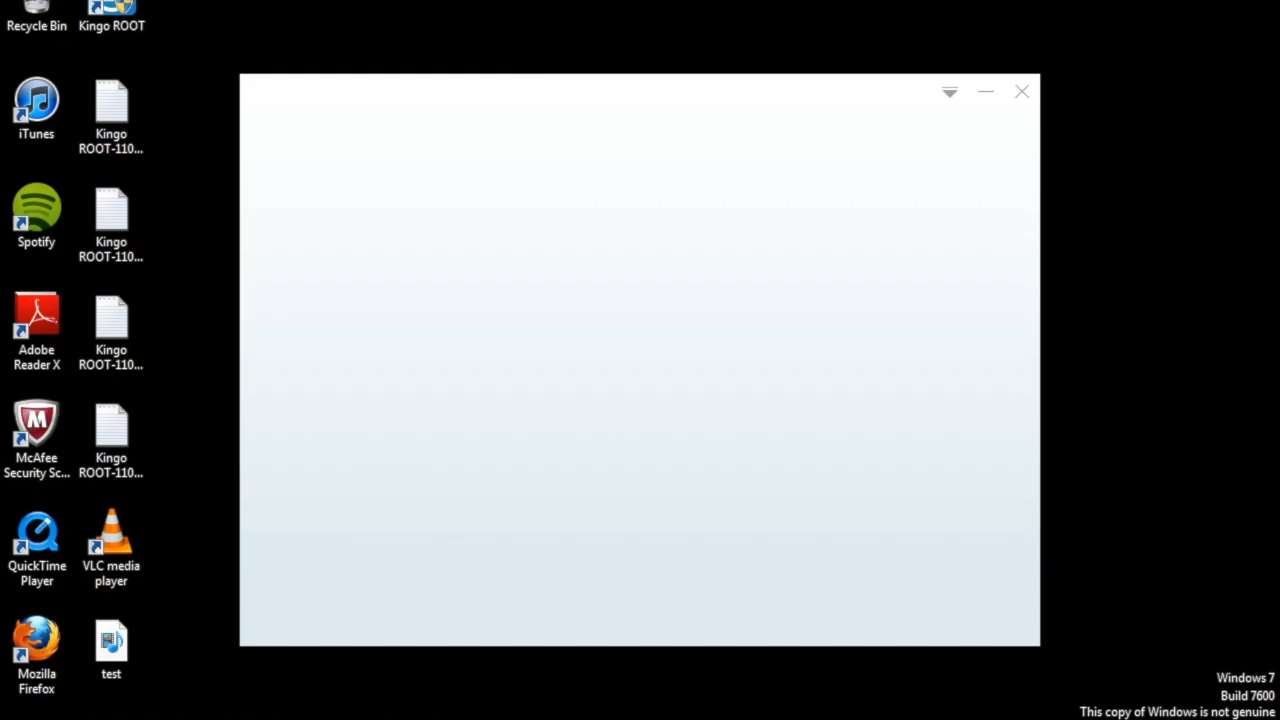 Recycle Bin
Kingo ROOT
iTunes
Kingo
ROOT-110...
Spotify
Kingo
ROOT-110...
Adobe
Reader X
Kingo
ROOT-110...
McAfee
Security Sc...
Kingo
ROOT-110...
QuickTime
Player
VLC media
player
Mozilla
Firefox
test
Windows 7
Build 7600
This copy of Windows is not genuine